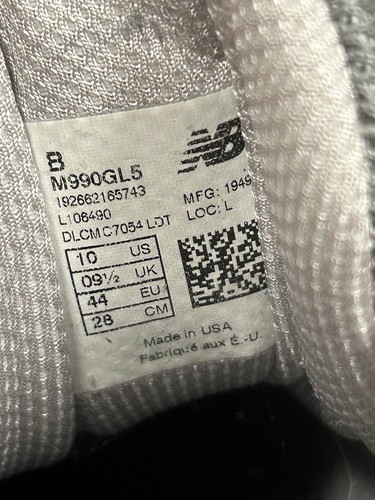 B
NB
M990GL5
192662165743
L106490
DLCMC7054 LDT
MFG: 1949
LOC: L
10 US
09½ UK
44 EU
28 CM
Made in USA
Fabriqué aux É.-U.